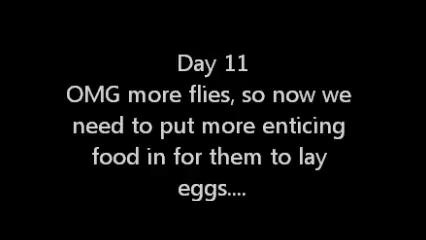 Day 11
OMG more flies, so now we
need to put more enticing
food in for them to lay
eggs....